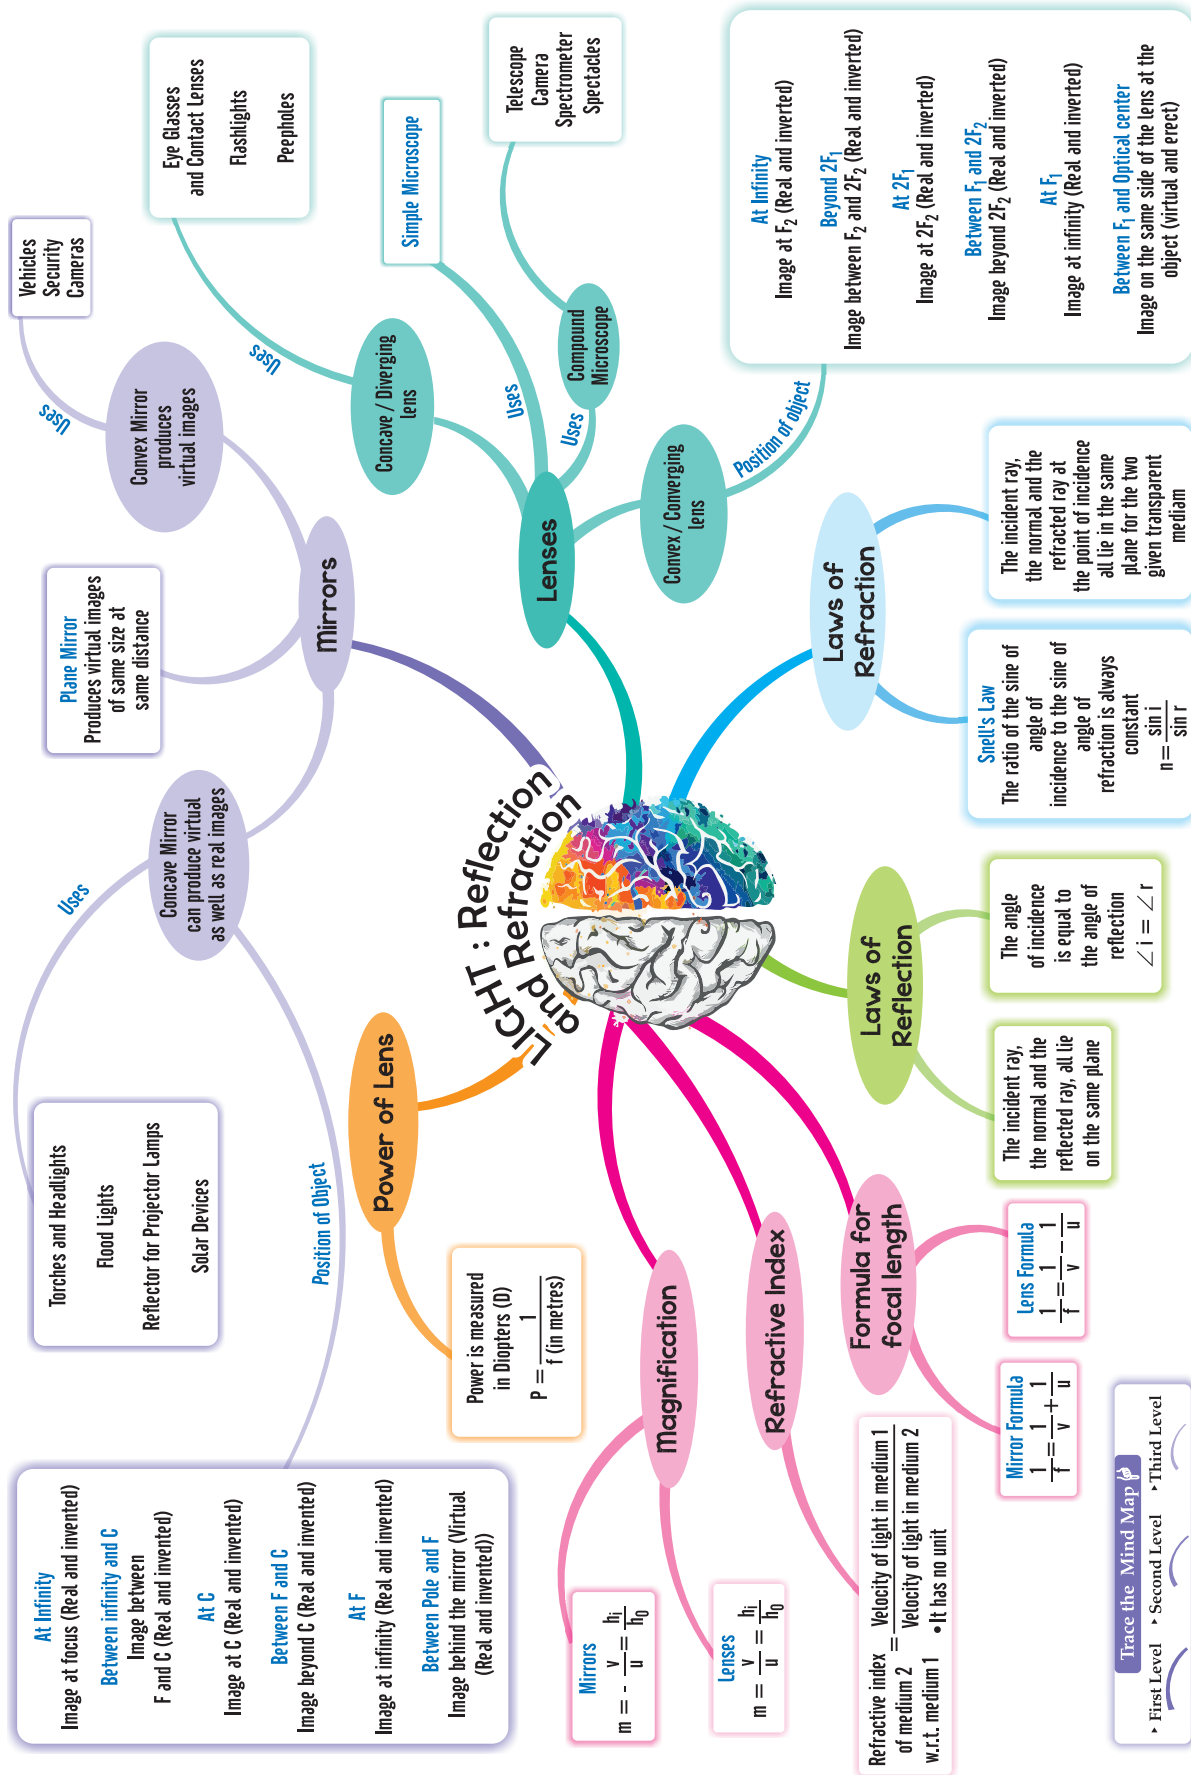 LIGHT : Reflection
and Refraction
Mirrors
Concave Mirror
can produce virtual
as well as real images
Uses
Torches and Headlights
Flood Lights
Reflector for Projector Lamps
Solar Devices
Position of Object
At Infinity
Image at focus (Real and invented)
Between infinity and C
Image between
F and C (Real and invented)
At C
Image at C (Real and invented)
Between F and C
Image beyond C (Real and invented)
At F
Image at infinity (Real and invented)
Between Pole and F
Image behind the mirror (Virtual
(Real and invented))
Plane Mirror
Produces virtual images
of same size at
same distance
Convex Mirror
produces
virtual images
Uses
Vehicles
Security
Cameras
Lenses
Concave / Diverging
lens
Uses
Eye Glasses
and Contact Lenses
Flashlights
Peepholes
Uses
Simple Microscope
Uses
Compound
Microscope
Telescope
Camera
Spectrometer
Spectacles
Convex / Converging
lens
Position of object
At Infinity
Image at F₂ (Real and inverted)
Beyond 2F₁
Image between F₂ and 2F₂ (Real and inverted)
At 2F₁
Image at 2F₂ (Real and inverted)
Between F₁ and 2F₂
Image beyond 2F₂ (Real and inverted)
At F₁
Image at infinity (Real and inverted)
Between F₁ and Optical center
Image on the same side of the lens at the
object (virtual and erect)
Laws of
Refraction
Snell's Law
The ratio of the sine of
angle of
incidence to the sine of
angle of
refraction is always
constant
n = sin i / sin r
The incident ray,
the normal and the
refracted ray at
the point of incidence
all lie in the same
plane for the two
given transparent
mediam
Laws of
Reflection
The incident ray,
the normal and the
reflected ray, all lie
on the same plane
The angle
of incidence
is equal to
the angle of
reflection
∠ i = ∠ r
Power of Lens
Power is measured
in Diopters (D)
P = 1 / f (in metres)
Magnification
Mirrors
m = - v/u = hᵢ/h₀
Lenses
m = v/u = hᵢ/h₀
Refractive Index
Refractive index
of medium 2
w.r.t. medium 1
= Velocity of light in medium 1 / Velocity of light in medium 2
• It has no unit
Formula for
focal length
Mirror Formula
1/f = 1/v + 1/u
Lens Formula
1/f = 1/v − 1/u
Trace the Mind Map
‣ First Level ‣ Second Level ‣ Third Level